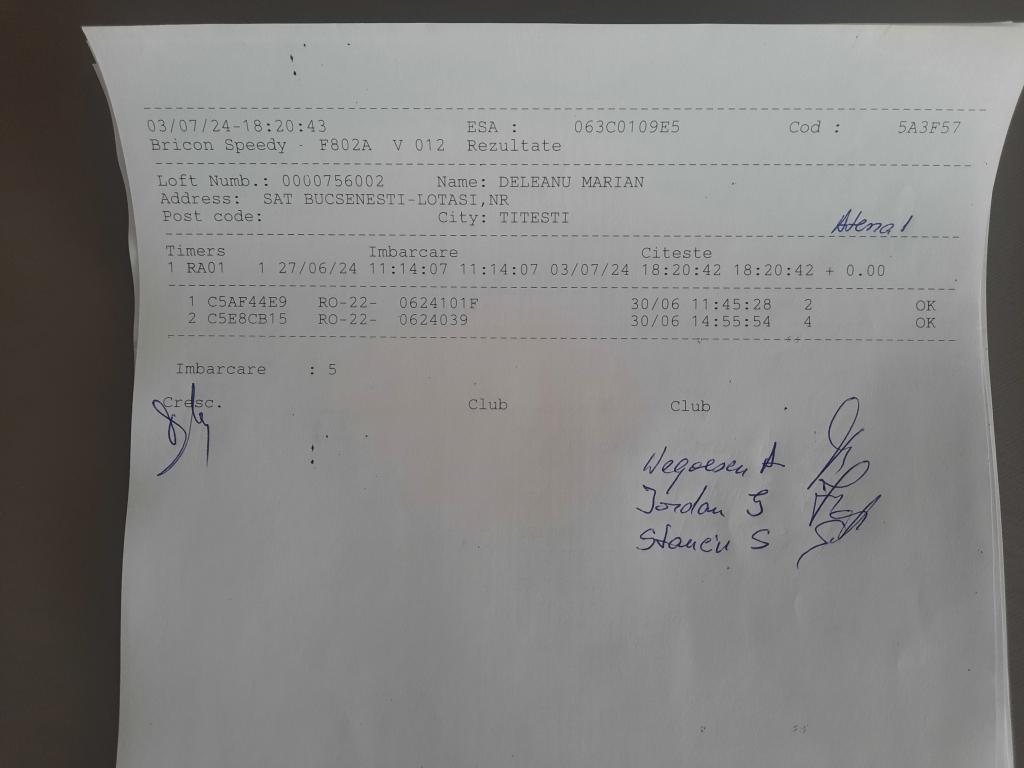 03/07/24-18:20:43 ESA : 063C0109E5 Cod : 5A3F57
Bricon Speedy - F802A V 012 Rezultate
Loft Numb.: 0000756002 Name: DELEANU MARIAN
Address: SAT BUCSENESTI-LOTASI,NR
Post code: City: TITESTI
Atena 1
Timers Imbarcare Citeste
1 RA01 1 27/06/24 11:14:07 11:14:07 03/07/24 18:20:42 18:20:42 + 0.00
1 C5AF44E9 RO-22- 0624101F 30/06 11:45:28 2 OK
2 C5E8CB15 RO-22- 0624039 30/06 14:55:54 4 OK
Imbarcare : 5
Cresc. Club Club
A
Jordan G
Stanciu S